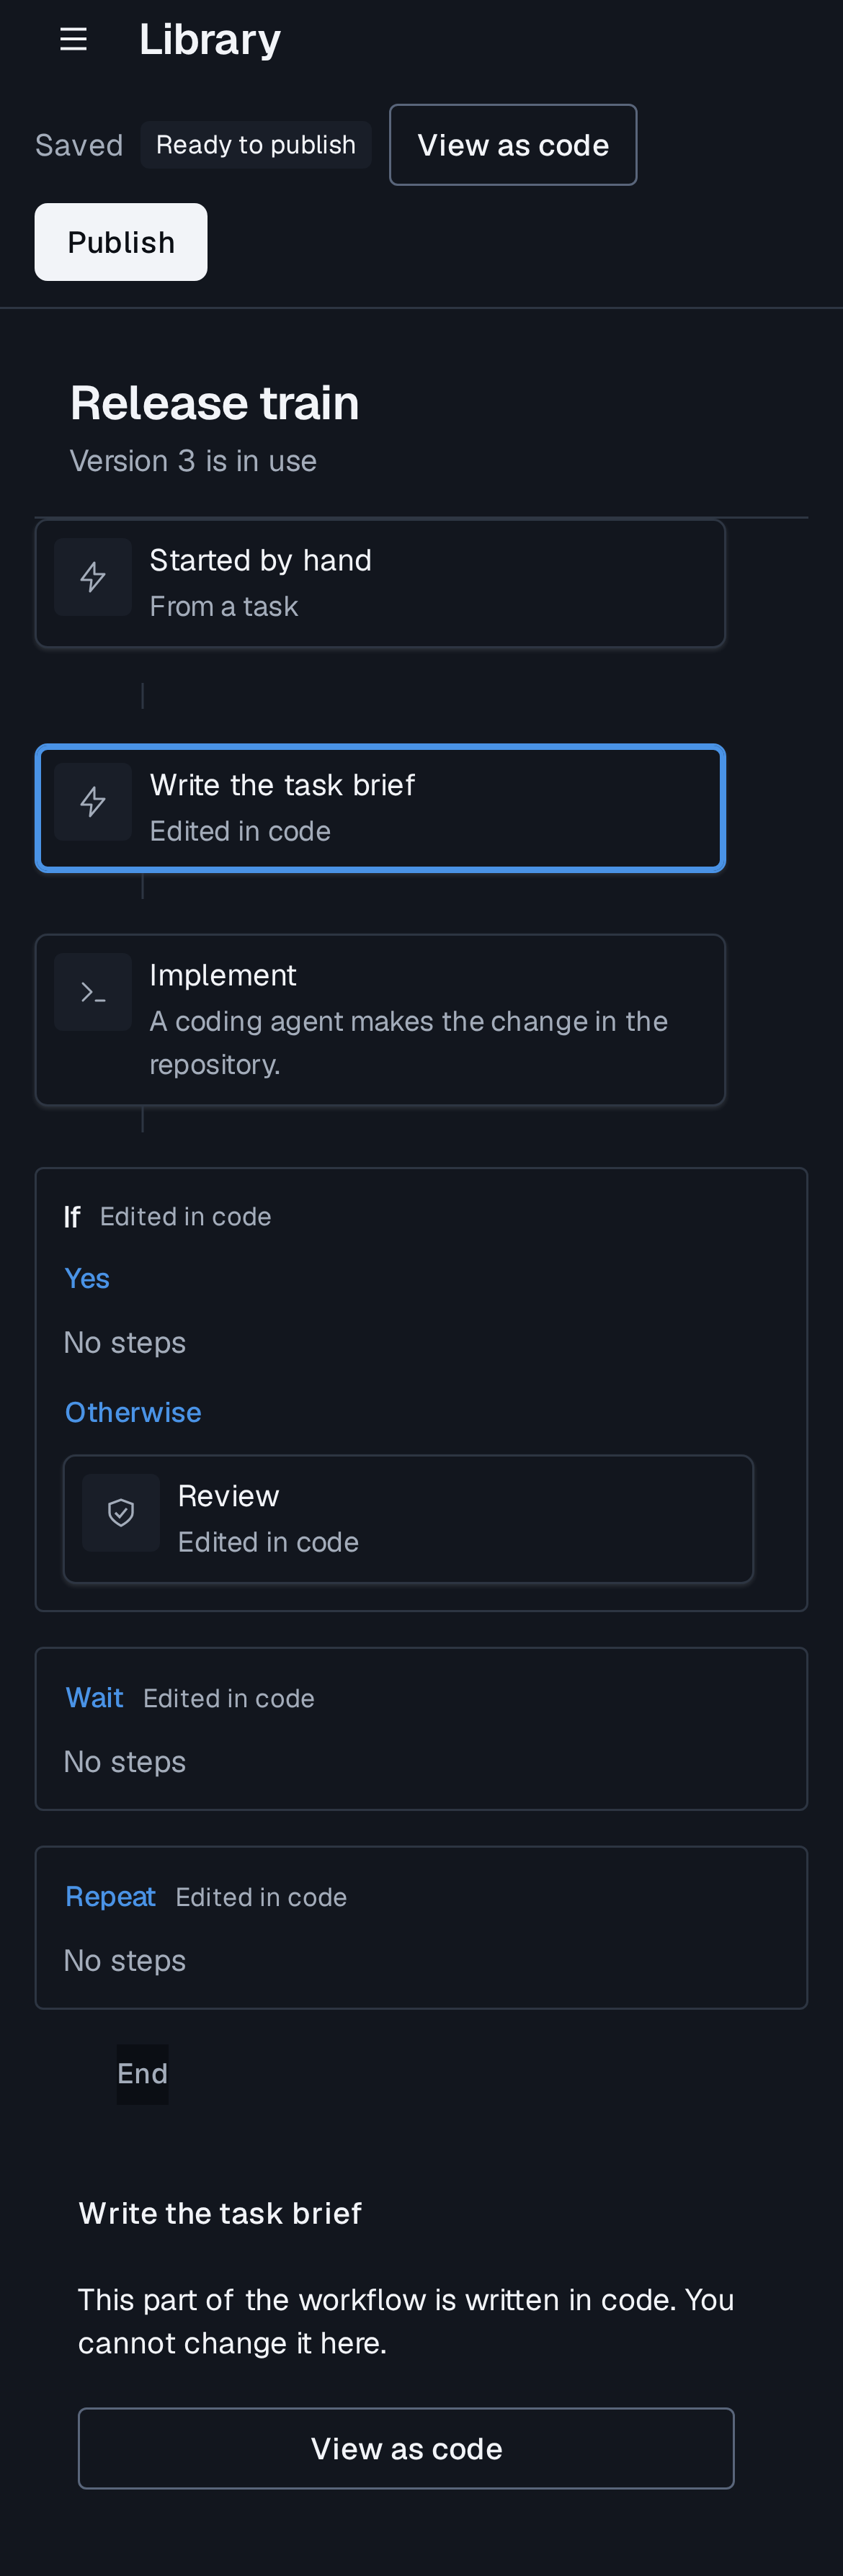 Library
Saved
Ready to publish
View as code
Publish
Release train
Version 3 is in use
Started by hand
From a task
Write the task brief
Edited in code
Implement
A coding agent makes the change in the
repository.
If Edited in code
Yes
No steps
Otherwise
Review
Edited in code
Wait Edited in code
No steps
Repeat Edited in code
No steps
End
Write the task brief
This part of the workflow is written in code. You
cannot change it here.
View as code